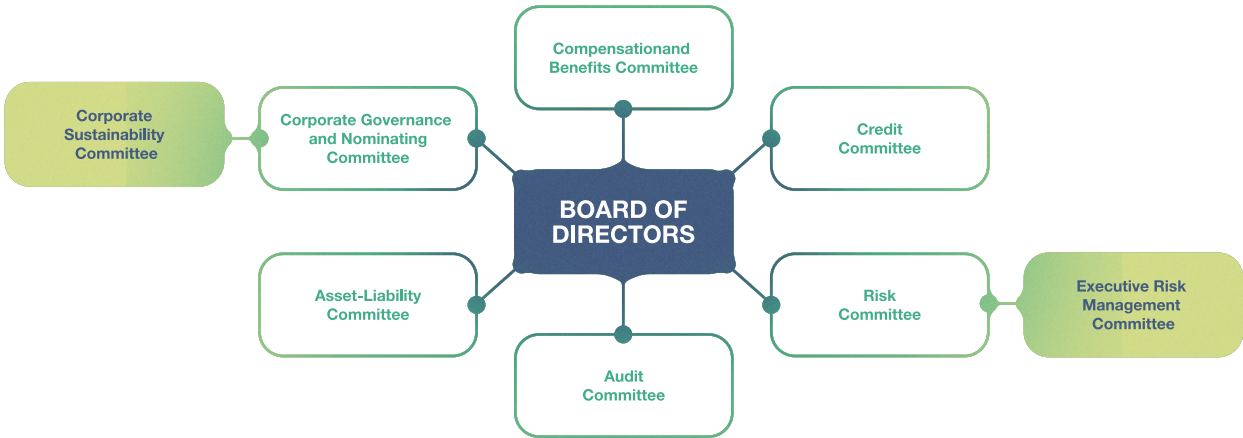 Compensationand
Benefits Committee
Corporate
Sustainability
Committee
Corporate Governance
and Nominating
Committee
Credit
Committee
BOARD OF
DIRECTORS
Asset-Liability
Committee
Risk
Committee
Executive Risk
Management
Committee
Audit
Committee